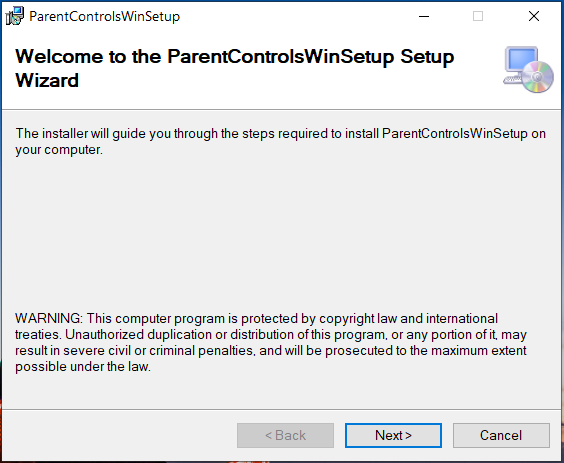 ParentControlsWinSetup
Welcome to the ParentControlsWinSetup Setup
Wizard
The installer will guide you through the steps required to install ParentControlsWinSetup on
your computer.
WARNING: This computer program is protected by copyright law and international
treaties. Unauthorized duplication or distribution of this program, or any portion of it, may
result in severe civil or criminal penalties, and will be prosecuted to the maximum extent
possible under the law.
< Back
Next >
Cancel